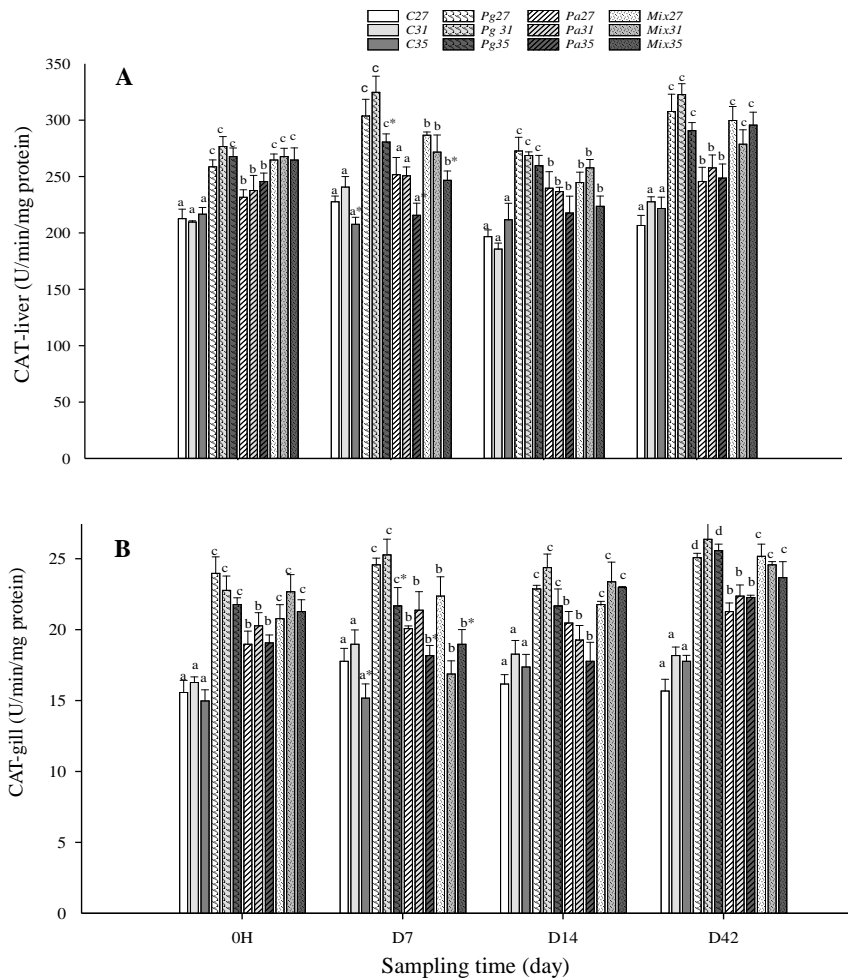 C27 Pg27 Pa27 Mix27
C31 Pg 31 Pa31 Mix31
C35 Pg35 Pa35 Mix35
A
350
300
250
200
150
100
50
0
CAT-liver (U/min/mg protein)
a a a c c c b b b c c c
a a a* c c c* a a a* b b b*
a a a c c c b b b b c b
a a a c c c b b b c c c
B
25
20
15
10
5
0
CAT-gill (U/min/mg protein)
a a a c c c b b b c c c
a a a* c c c* b b b* b b b*
a a a c c c b b b c c c
a a a d d b b b c c c
0H D7 D14 D42
Sampling time (day)